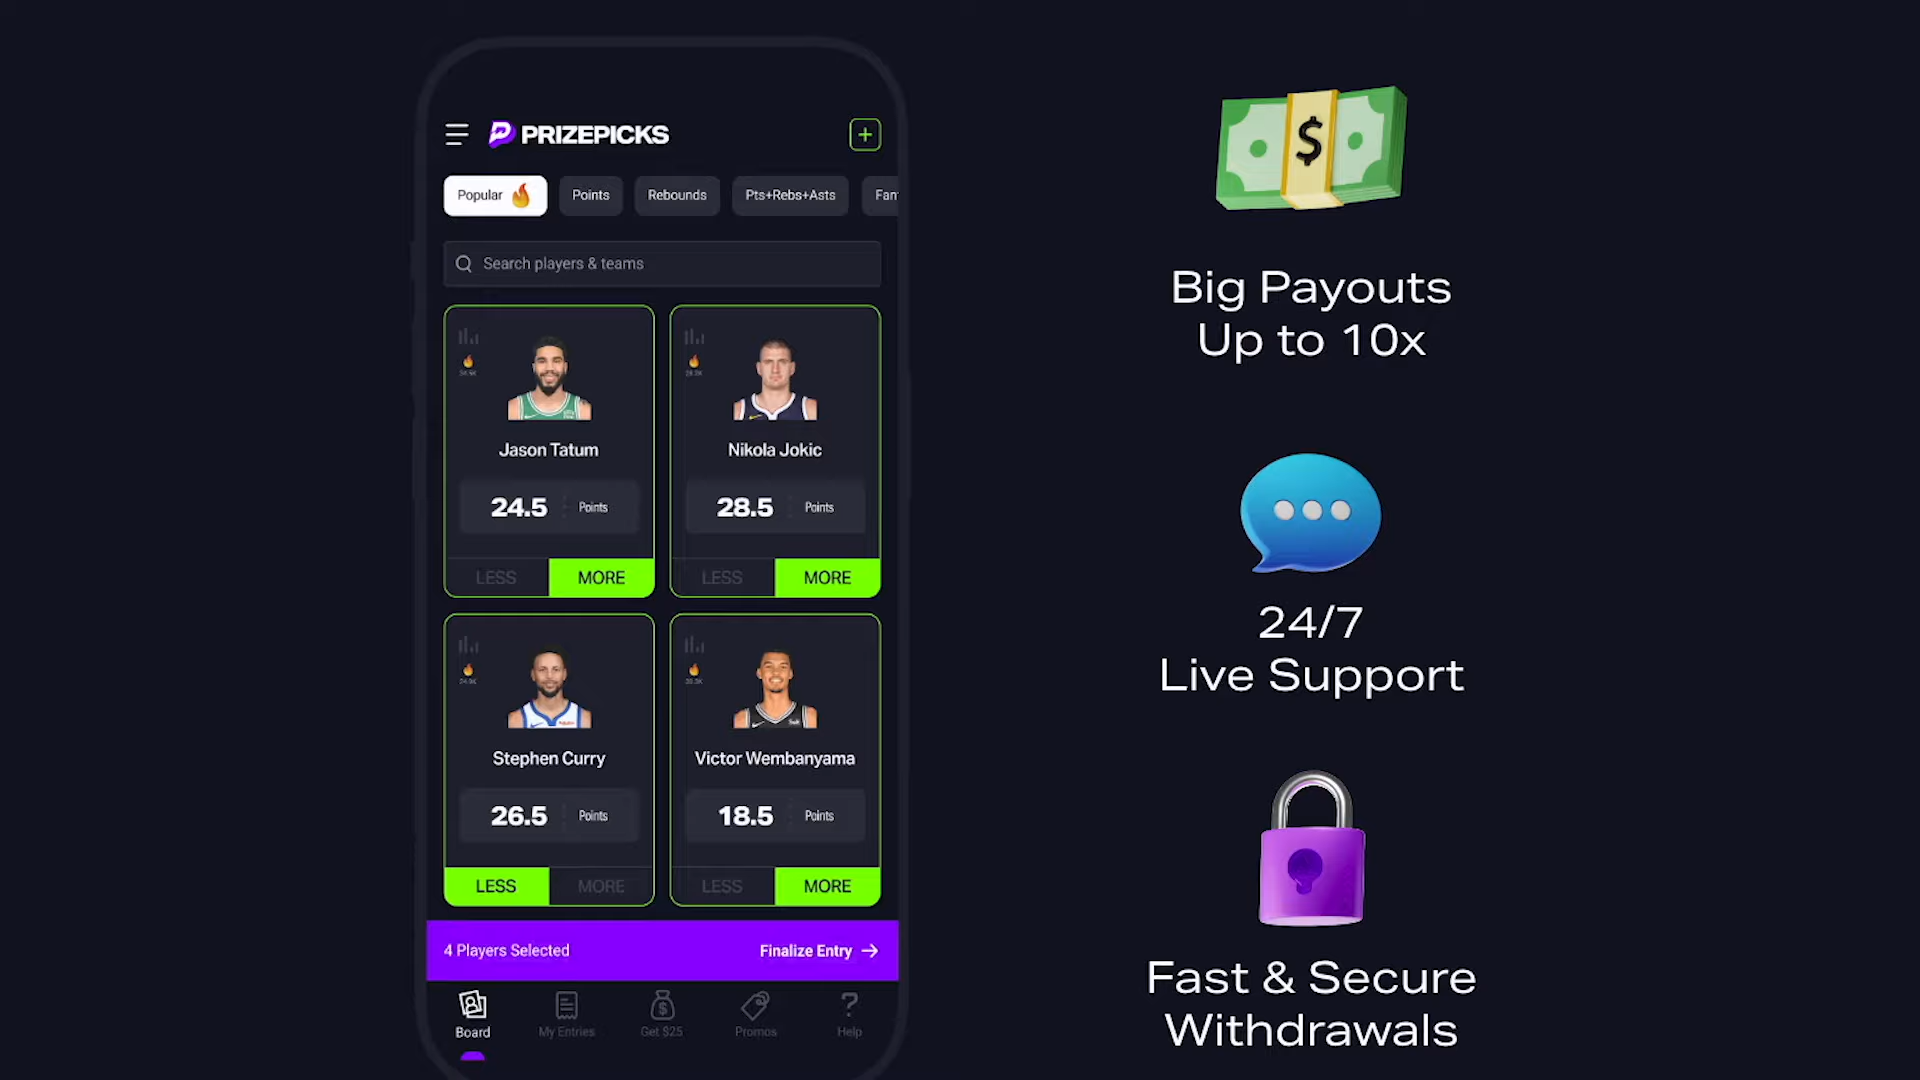 PRIZEPICKS
Popular
Points
Rebounds
Pts+Rebs+Asts
Fan
Search players & teams
Jason Tatum
24.5 Points
LESS MORE
Nikola Jokic
28.5 Points
LESS MORE
Stephen Curry
26.5 Points
LESS MORE
Victor Wembanyama
18.5 Points
LESS MORE
4 Players Selected
Finalize Entry
Board
My Entries
Get $25
Promos
Help
Big Payouts
Up to 10x
24/7
Live Support
Fast & Secure
Withdrawals